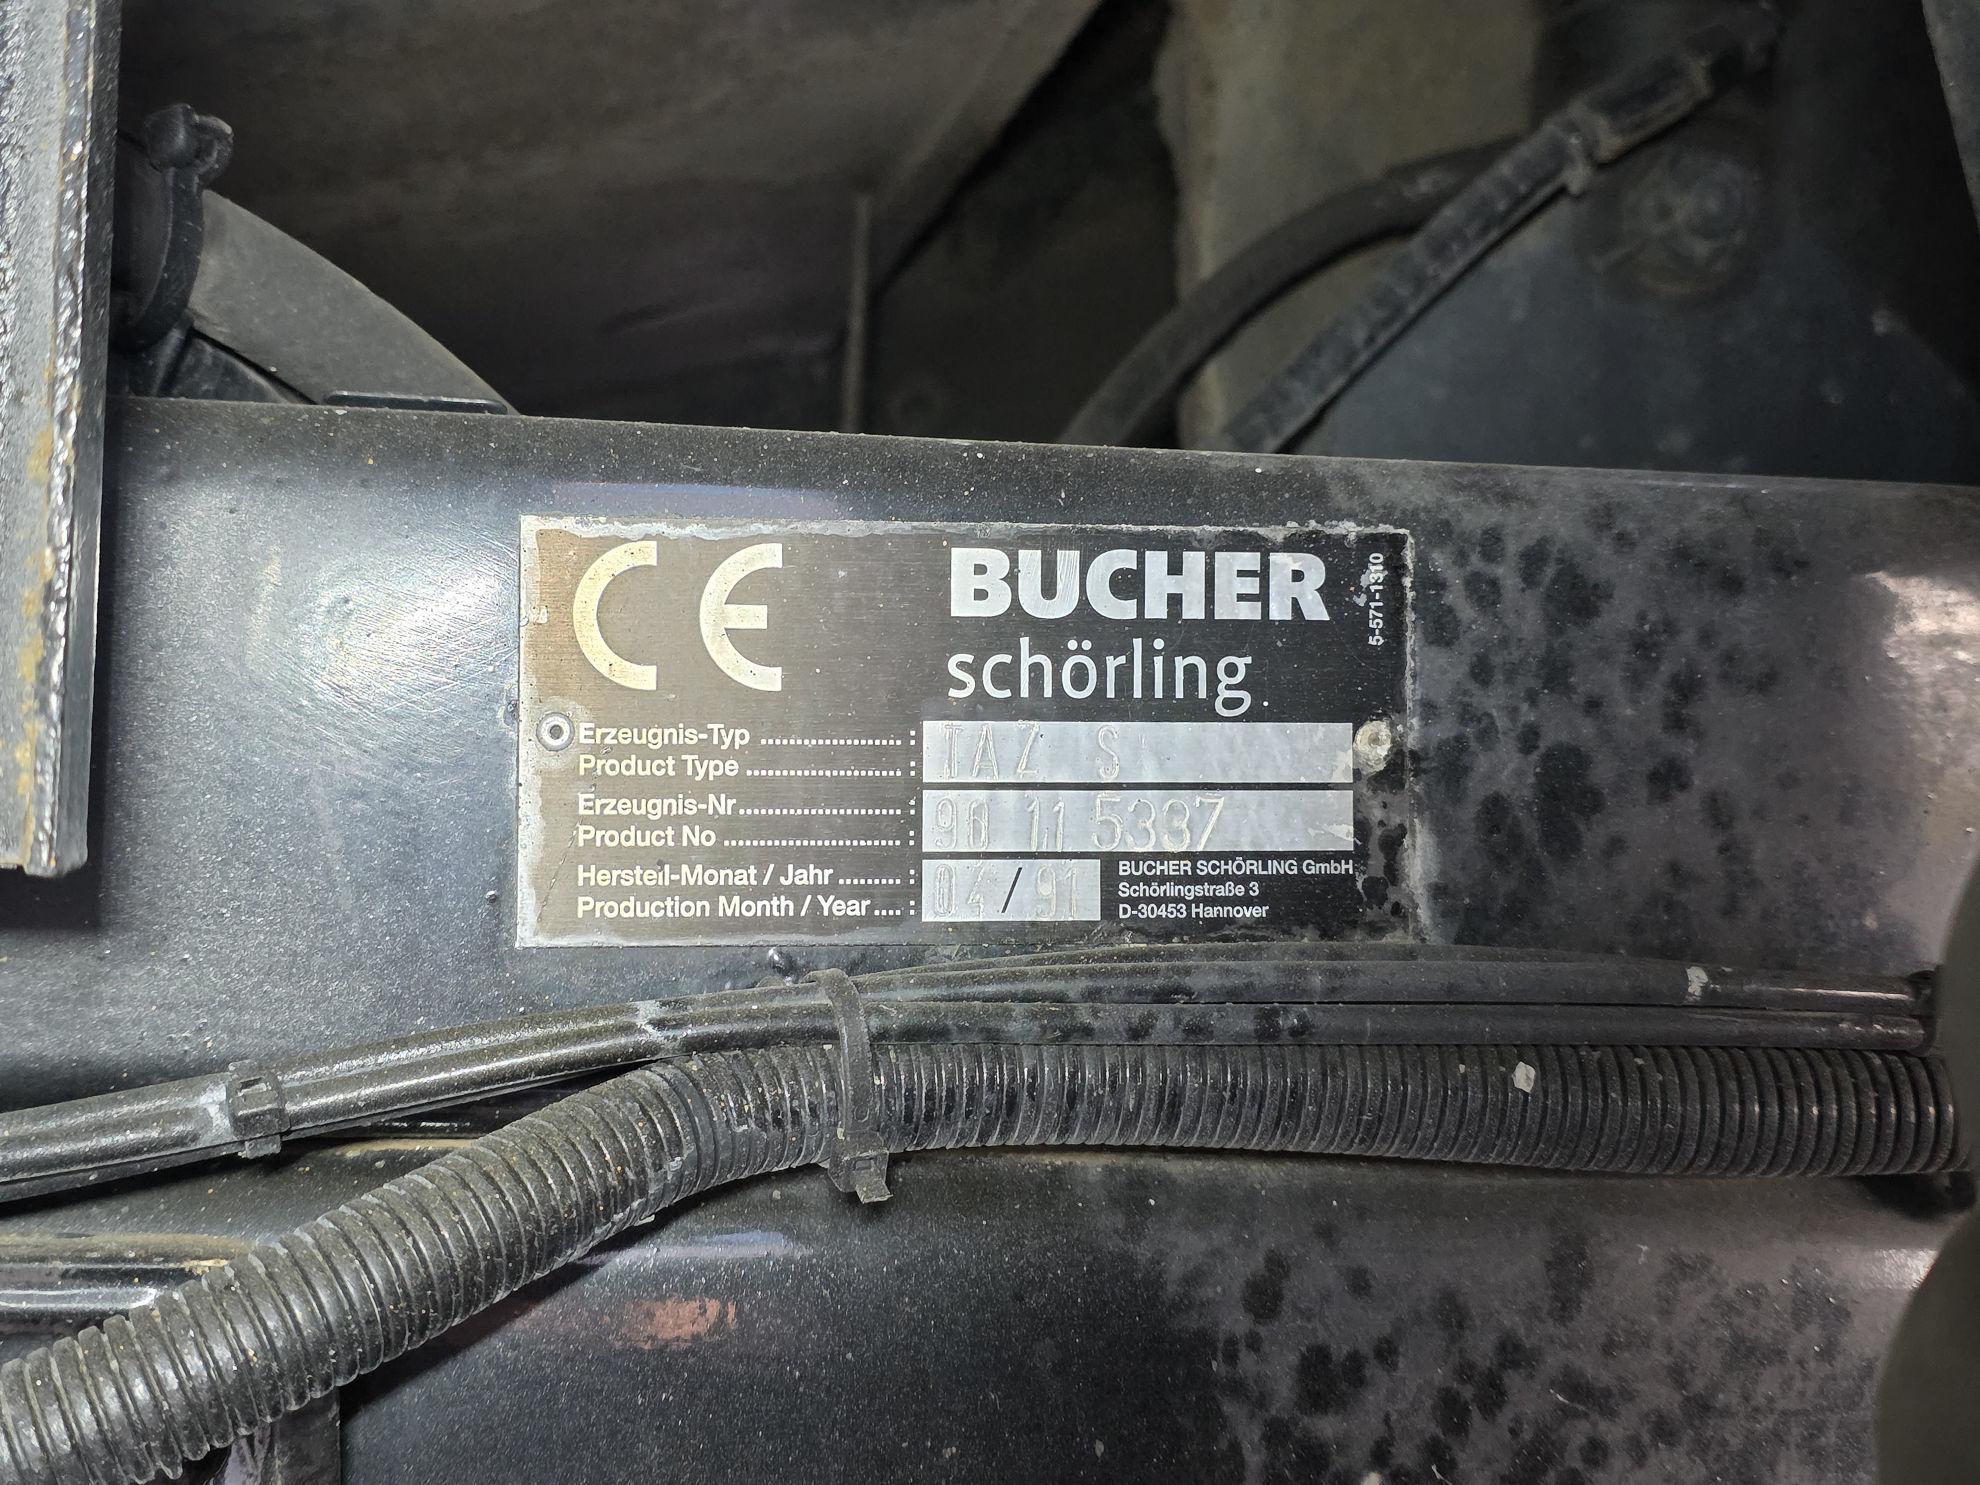 CE
BUCHER
schörling
5-571-1310
Erzeugnis-Typ ..................... :
Product Type ....................... : TAZ S
Erzeugnis-Nr ........................ :
Product No .......................... : 90 11 5337
Hersteil-Monat / Jahr ......... :
Production Month / Year .... : 04 / 91
BUCHER SCHÖRLING GmbH
Schörlingstraße 3
D-30453 Hannover